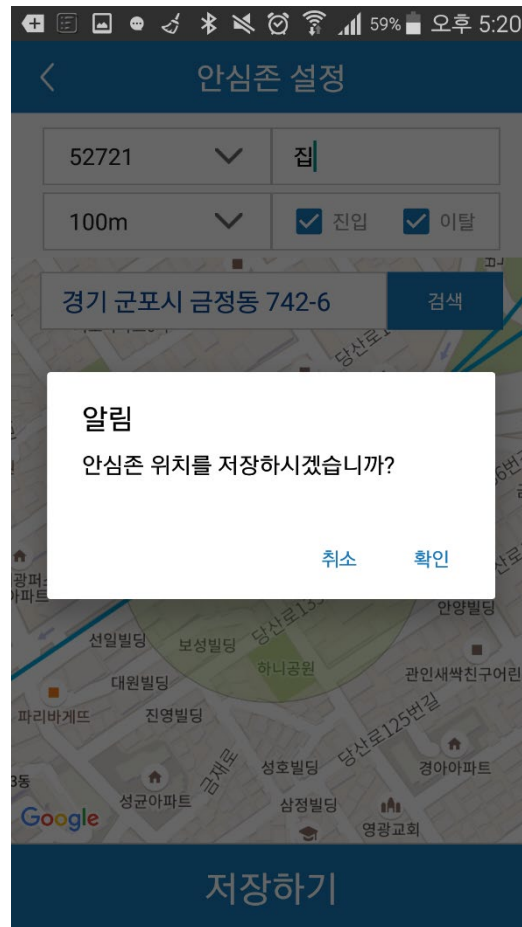 59% 오후 5:20
안심존 설정
52721 집
100m 진입 이탈
경기 군포시 금정동 742-6 검색
알림
안심존 위치를 저장하시겠습니까?
취소 확인
안양빌딩
선일빌딩 보성빌딩 당산로133
하니공원
대원빌딩 관인새싹친구어린
파리바게뜨 진영빌딩
당산로125번길
성호빌딩 경아아파트
금재로
성균아파트 삼정빌딩
영광교회
Google
저장하기